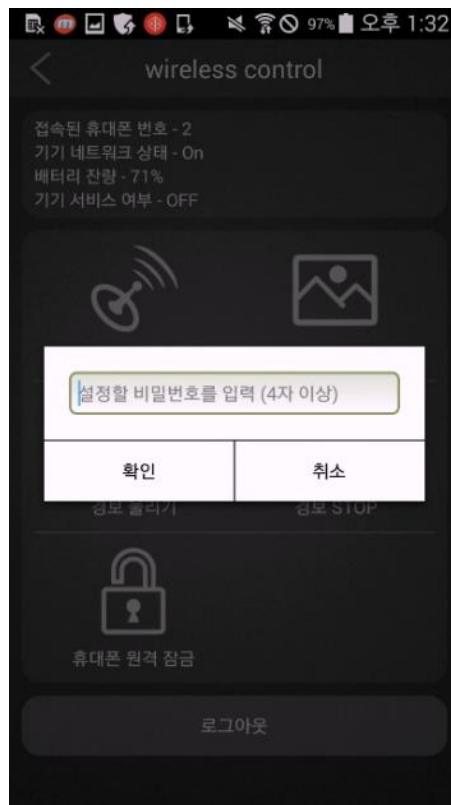 97% 오후 1:32
wireless control
접속된 휴대폰 번호 - 2
기기 네트워크 상태 - On
배터리 잔량 - 71%
기기 서비스 여부 - OFF
설정할 비밀번호를 입력 (4자 이상)
확인 취소
경보 울리기 경보 STOP
휴대폰 원격 잠금
로그아웃